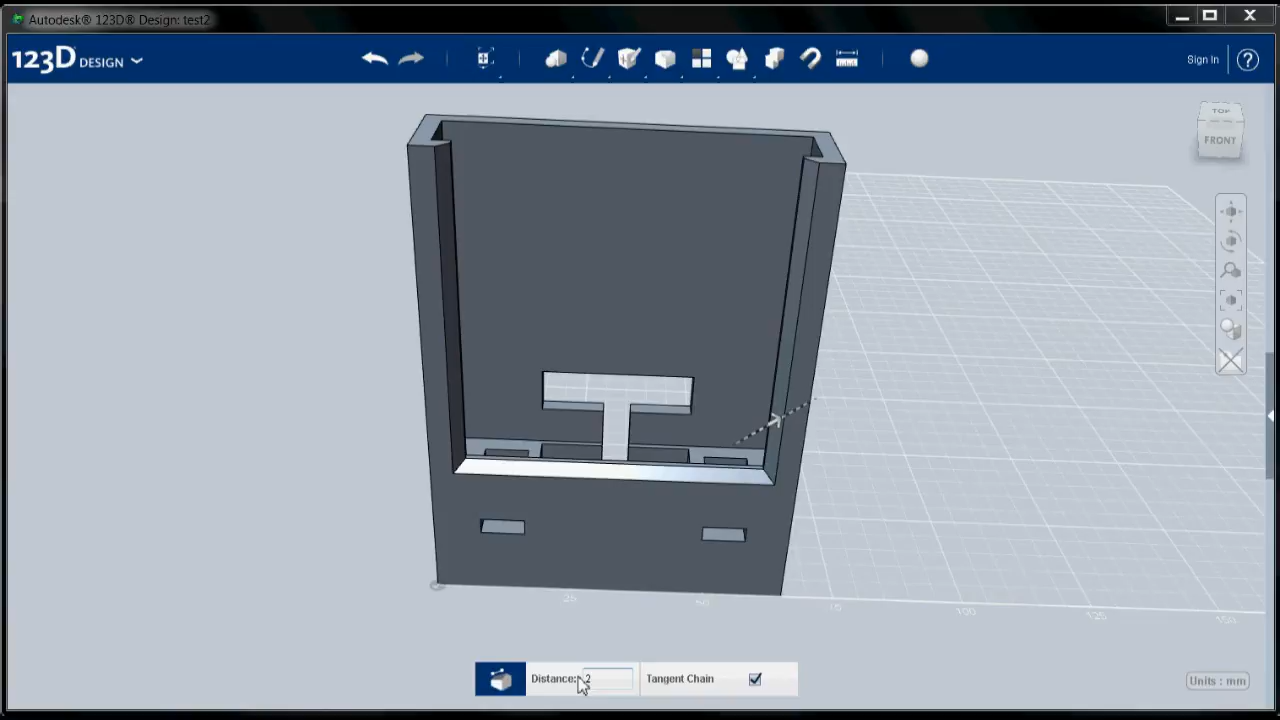 Autodesk® 123D® Design: test2
123D DESIGN
Sign In
?
TOP
FRONT
25
50
75
100
125
150
Distance: 2
Tangent Chain
Units : mm